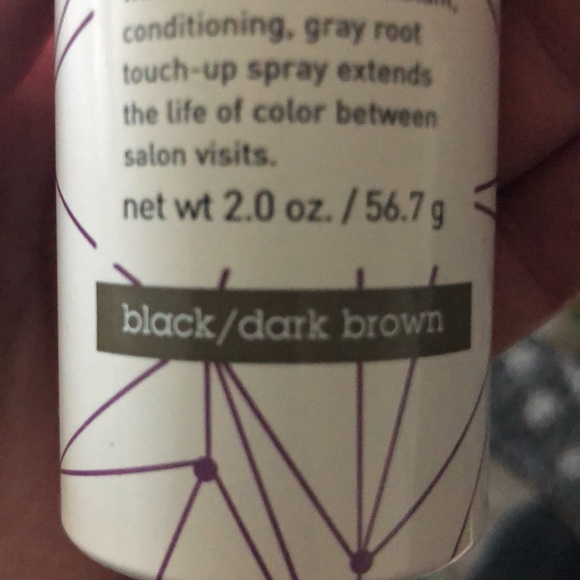 conditioning, gray root
touch-up spray extends
the life of color between
salon visits.
net wt 2.0 oz. / 56.7 g
black/dark brown